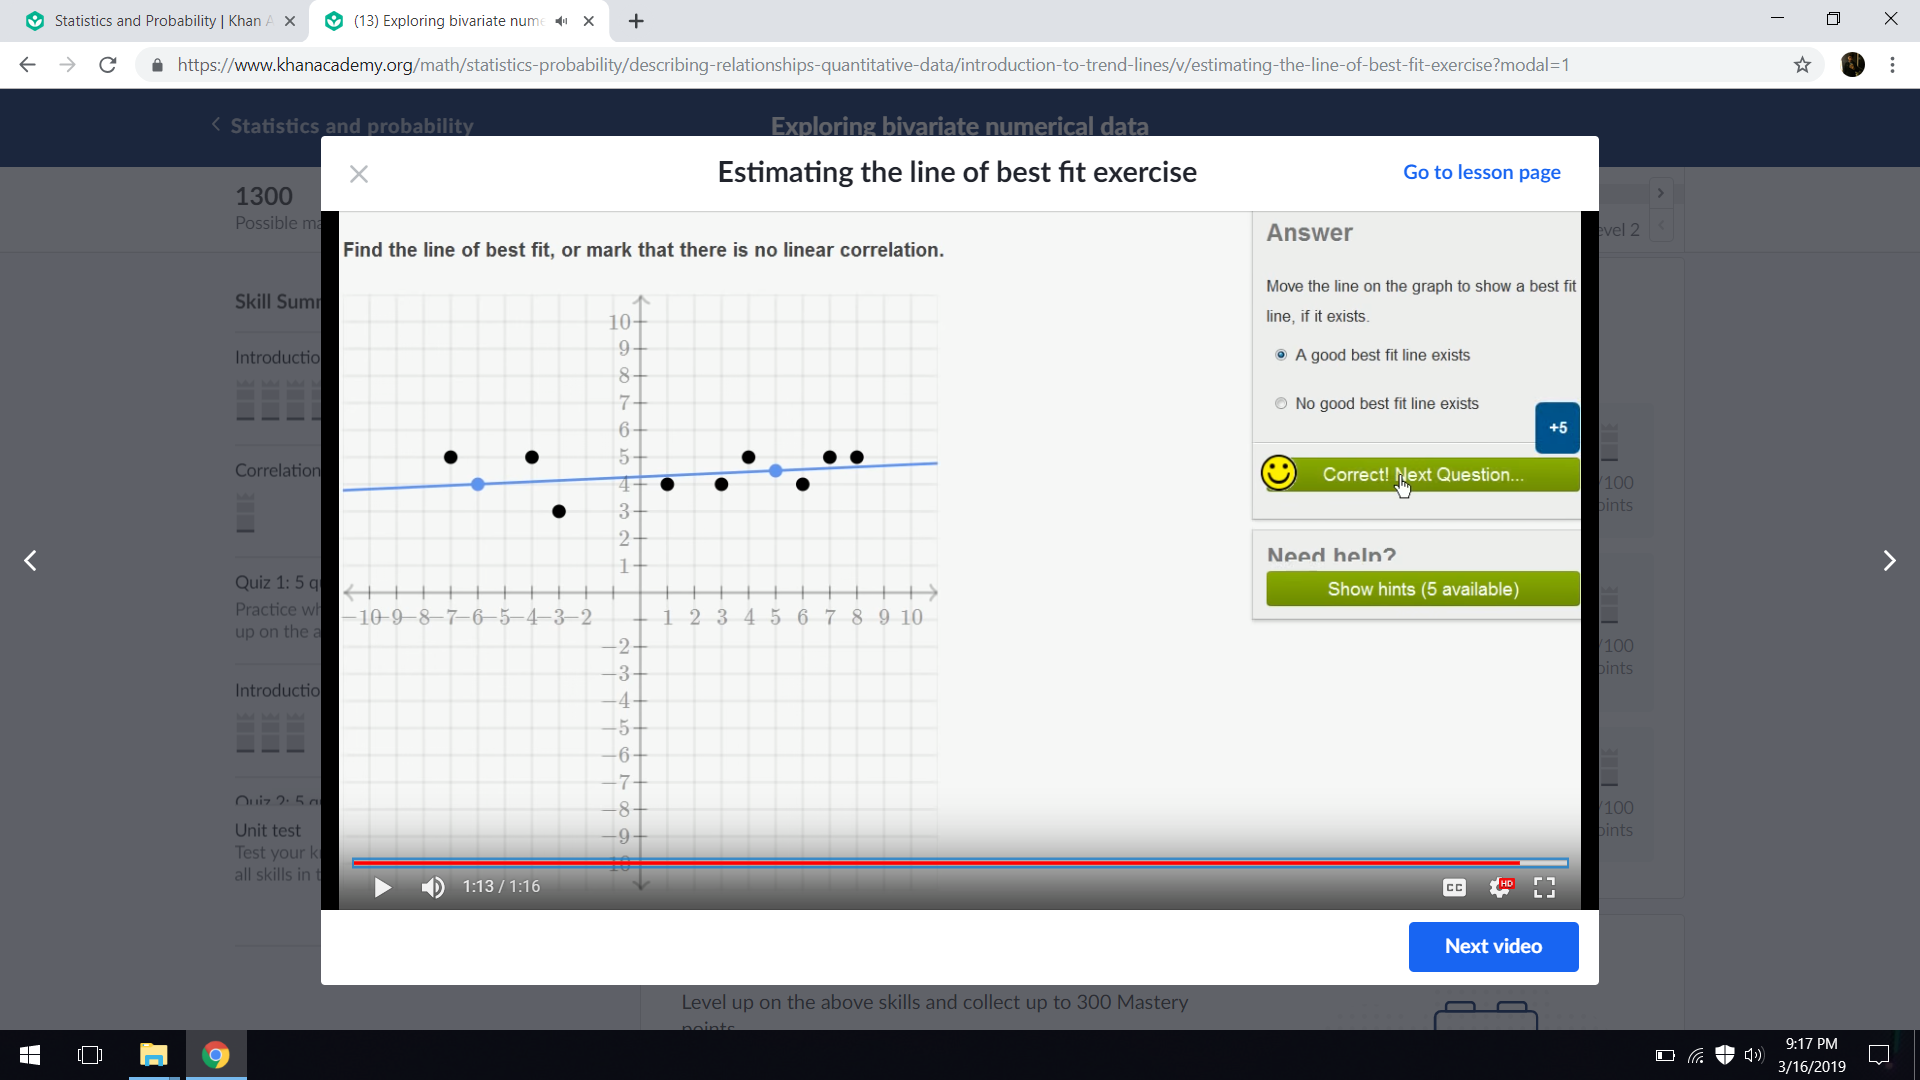 Statistics and Probability | Khan A
(13) Exploring bivariate nume
https://www.khanacademy.org/math/statistics-probability/describing-relationships-quantitative-data/introduction-to-trend-lines/v/estimating-the-line-of-best-fit-exercise?modal=1
Statistics and probability
Exploring bivariate numerical data
Estimating the line of best fit exercise
Go to lesson page
1300
Possible ma
evel 2
Skill Summ
Introductio
Correlation
Quiz 1: 5 qu
Practice wh
up on the a
Introductio
Quiz 2: 5 qu
Unit test
Test your k
all skills in t
Find the line of best fit, or mark that there is no linear correlation.
10
9
8
7
6
5
4
3
2
1
-10 -9 -8 -7 -6 -5 -4 -3 -2 1 2 3 4 5 6 7 8 9 10
-2
-3
-4
-5
-6
-7
-8
-9
10
Answer
Move the line on the graph to show a best fit
line, if it exists.
A good best fit line exists
No good best fit line exists
+5
Correct! Next Question...
Need help?
Show hints (5 available)
/100
oints
/100
oints
/100
oints
1:13 / 1:16
CC
HD
Next video
Level up on the above skills and collect up to 300 Mastery
points
9:17 PM
3/16/2019